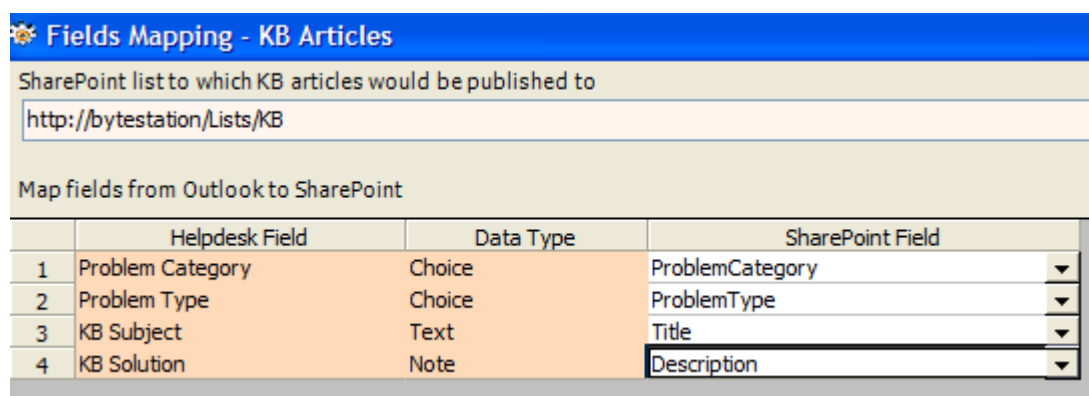 Fields Mapping - KB Articles
SharePoint list to which KB articles would be published to
http://bytestation/Lists/KB
Map fields from Outlook to SharePoint
Helpdesk Field Data Type SharePoint Field
1 Problem Category Choice ProblemCategory
2 Problem Type Choice ProblemType
3 KB Subject Text Title
4 KB Solution Note Description